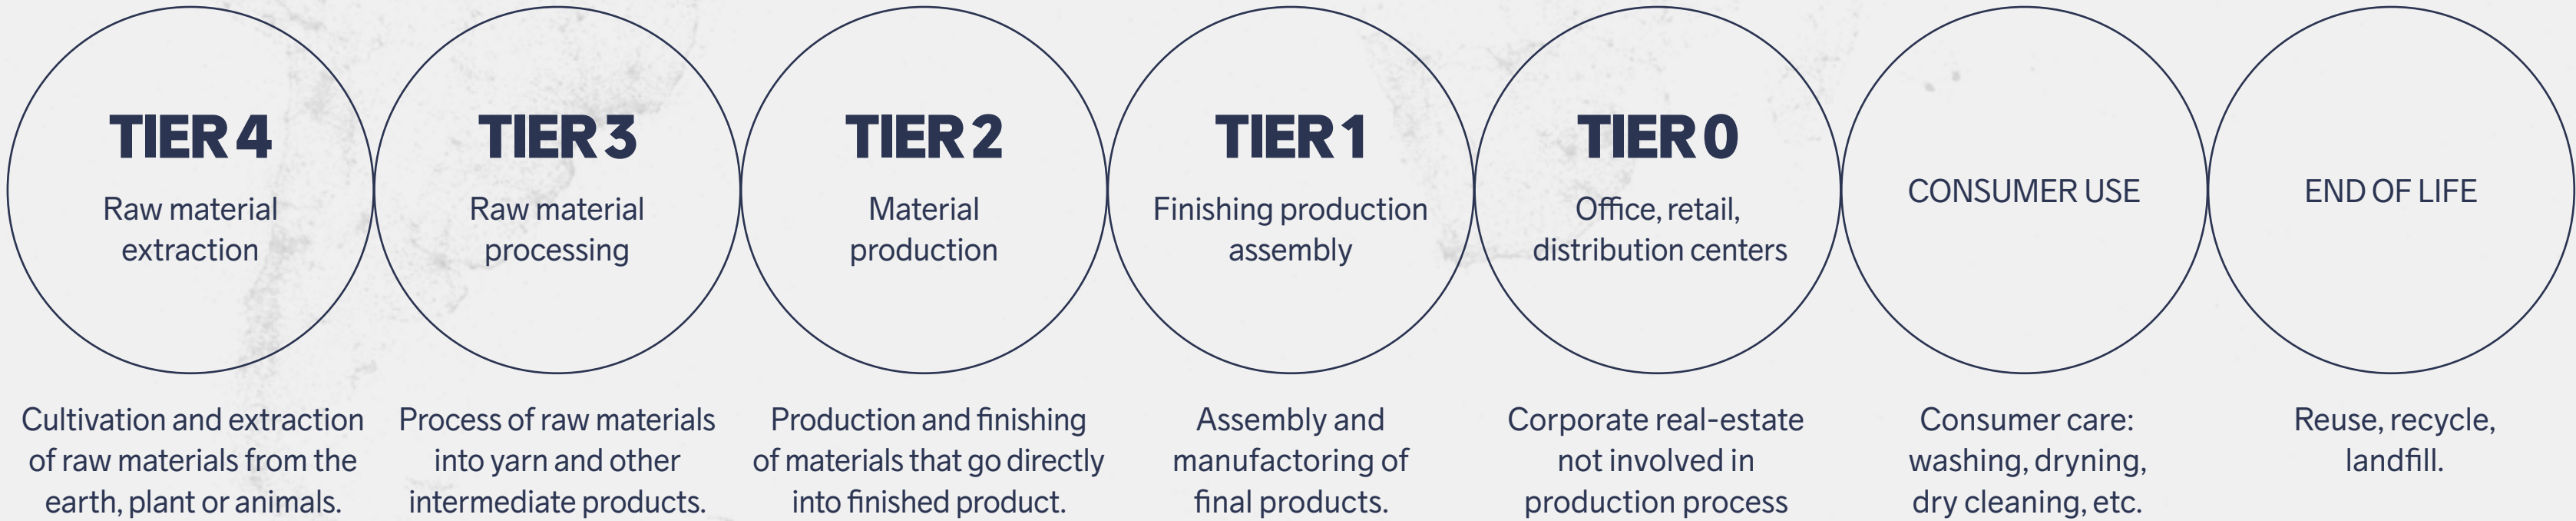 TIER 4
Raw material
extraction
Cultivation and extraction
of raw materials from the
earth, plant or animals.
TIER 3
Raw material
processing
Process of raw materials
into yarn and other
intermediate products.
TIER 2
Material
production
Production and finishing
of materials that go directly
into finished product.
TIER 1
Finishing production
assembly
Assembly and
manufactoring of
final products.
TIER 0
Office, retail,
distribution centers
Corporate real-estate
not involved in
production process
CONSUMER USE
Consumer care:
washing, dryning,
dry cleaning, etc.
END OF LIFE
Reuse, recycle,
landfill.